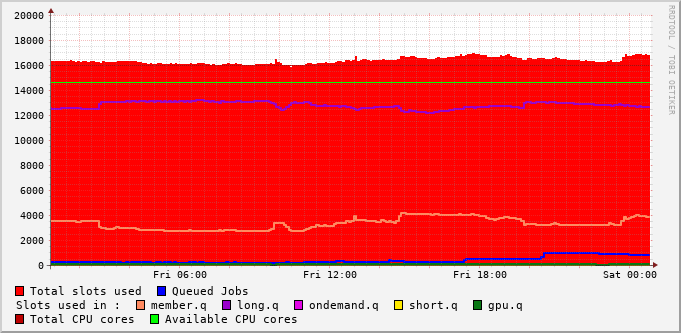 RRDTOOL / TOBI OETIKER
20000
18000
16000
14000
12000
10000
8000
6000
4000
2000
0
Fri 06:00 Fri 12:00 Fri 18:00 Sat 00:00
Total slots used Queued Jobs
Slots used in : member.q long.q ondemand.q short.q gpu.q
Total CPU cores Available CPU cores